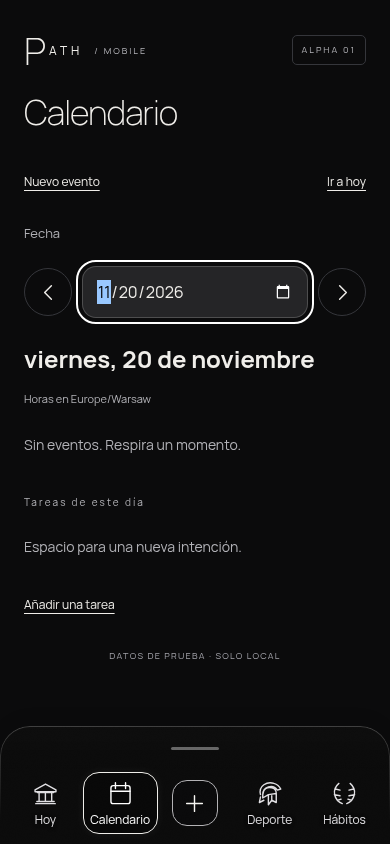 PATH / MOBILE
ALPHA 01
Calendario
Nuevo evento
Ir a hoy
Fecha
11/20/2026
viernes, 20 de noviembre
Horas en Europe/Warsaw
Sin eventos. Respira un momento.
Tareas de este día
Espacio para una nueva intención.
Añadir una tarea
DATOS DE PRUEBA · SOLO LOCAL
Hoy
Calendario
Deporte
Hábitos